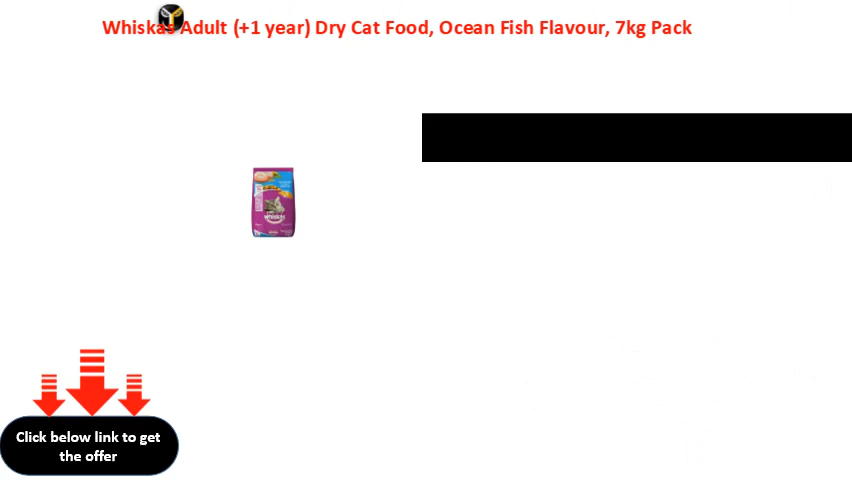 Whiskas Adult (+1 year) Dry Cat Food, Ocean Fish Flavour, 7kg Pack
whiskas
Click below link to get
the offer